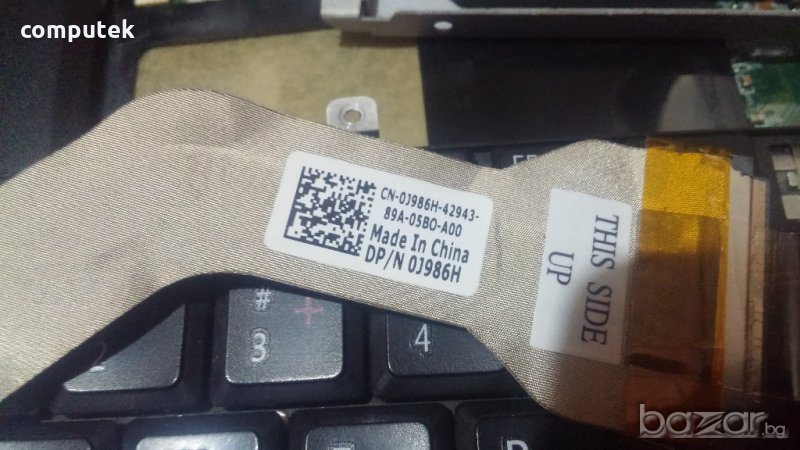 computek
CN-0J986H-42943-
89A-05BO-A00
Made In China
DP/N 0J986H
THIS SIDE
UP
#
3
4
2
bazar.bg